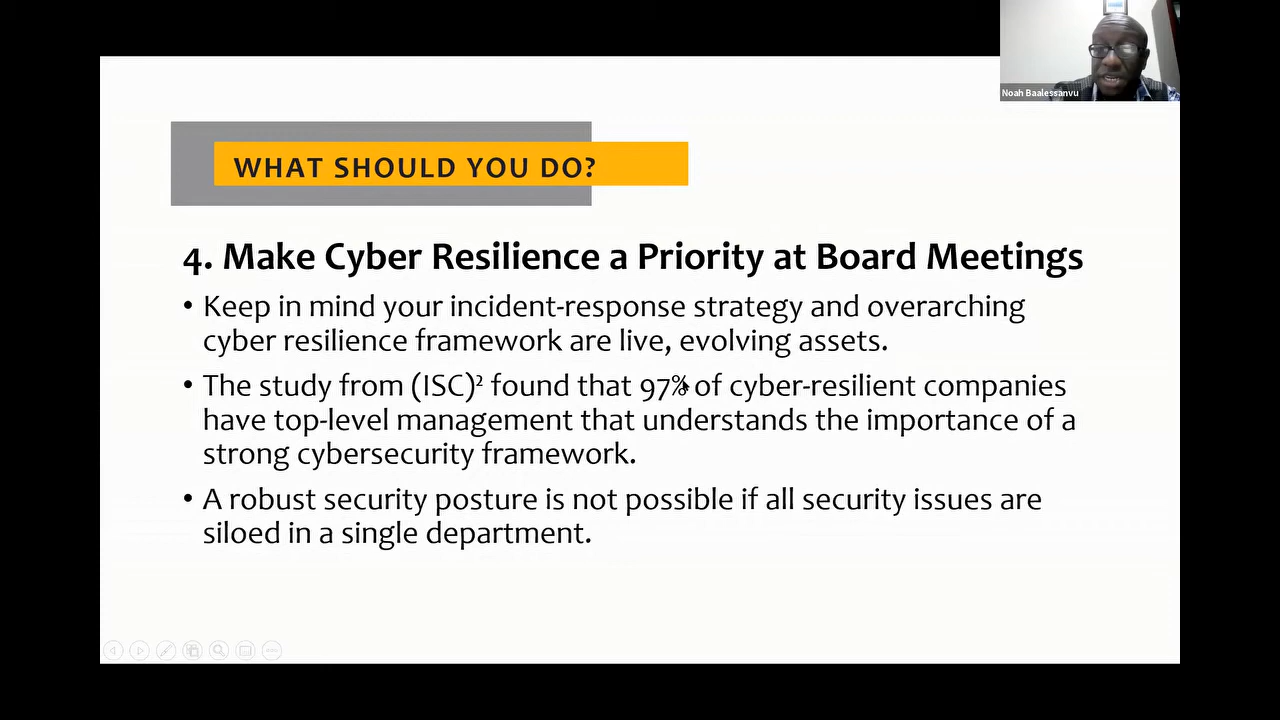 Noah Baalessanvu
WHAT SHOULD YOU DO?
4. Make Cyber Resilience a Priority at Board Meetings
• Keep in mind your incident-response strategy and overarching
cyber resilience framework are live, evolving assets.
• The study from (ISC)² found that 97% of cyber-resilient companies
have top-level management that understands the importance of a
strong cybersecurity framework.
• A robust security posture is not possible if all security issues are
siloed in a single department.